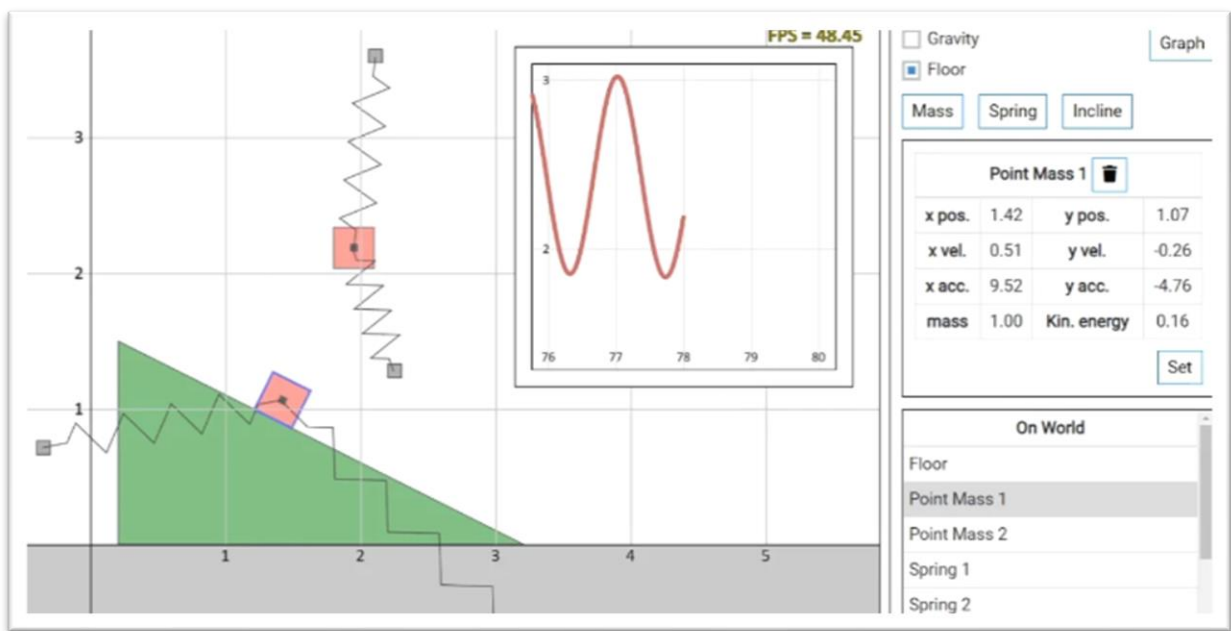 FPS = 48.45
3
2
1
1 2 3 4 5
3
2
76 77 78 79 80
Gravity
Graph
Floor
Mass Spring Incline
Point Mass 1
x pos. 1.42 y pos. 1.07
x vel. 0.51 y vel. -0.26
x acc. 9.52 y acc. -4.76
mass 1.00 Kin. energy 0.16
Set
On World
Floor
Point Mass 1
Point Mass 2
Spring 1
Spring 2